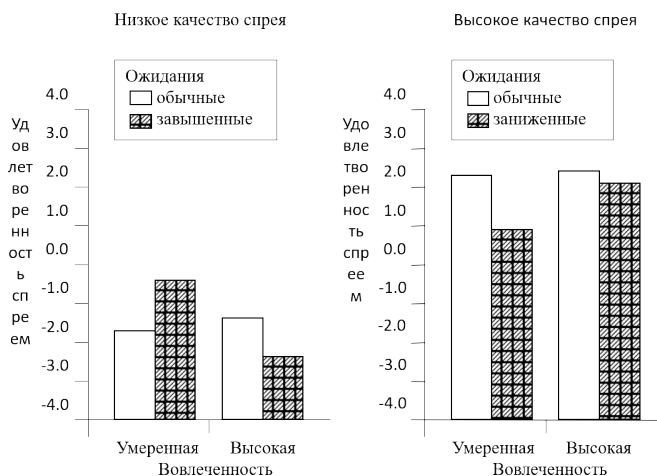 Низкое качество спрея
Ожидания
обычные
завышенные
Уд
ов
лет
во
ре
нн
ост
ь
сп
ре
ем
4.0
3.0
2.0
1.0
0.0
-1.0
-2.0
-3.0
-4.0
Умеренная
Высокая
Вовлеченность
Высокое качество спрея
Ожидания
обычные
заниженные
Удо
вле
тво
рен
нос
ть
спр
ее
м
4.0
3.0
2.0
1.0
0.0
-1.0
-2.0
-3.0
-4.0
Умеренная
Высокая
Вовлеченность